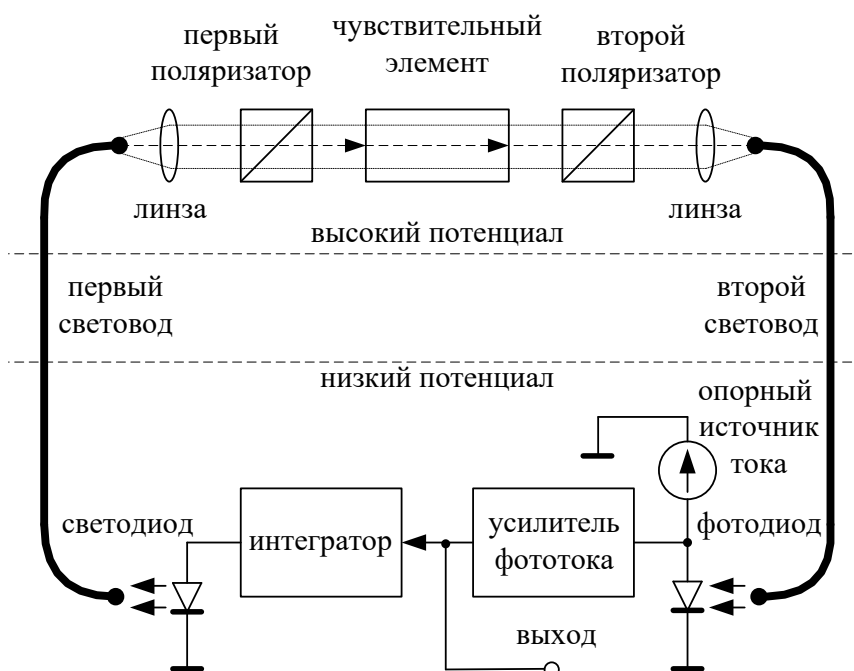 первый
поляризатор
чувствительный
элемент
второй
поляризатор
линза
линза
высокий потенциал
первый
световод
второй
световод
низкий потенциал
опорный
источник
тока
светодиод
интегратор
усилитель
фототока
фотодиод
выход